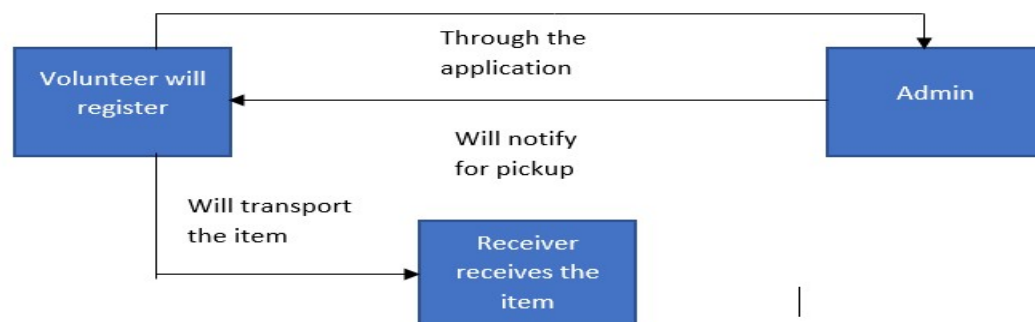 Through the
application
Volunteer will
register
Admin
Will notify
for pickup
Will transport
the item
Receiver
receives the
item